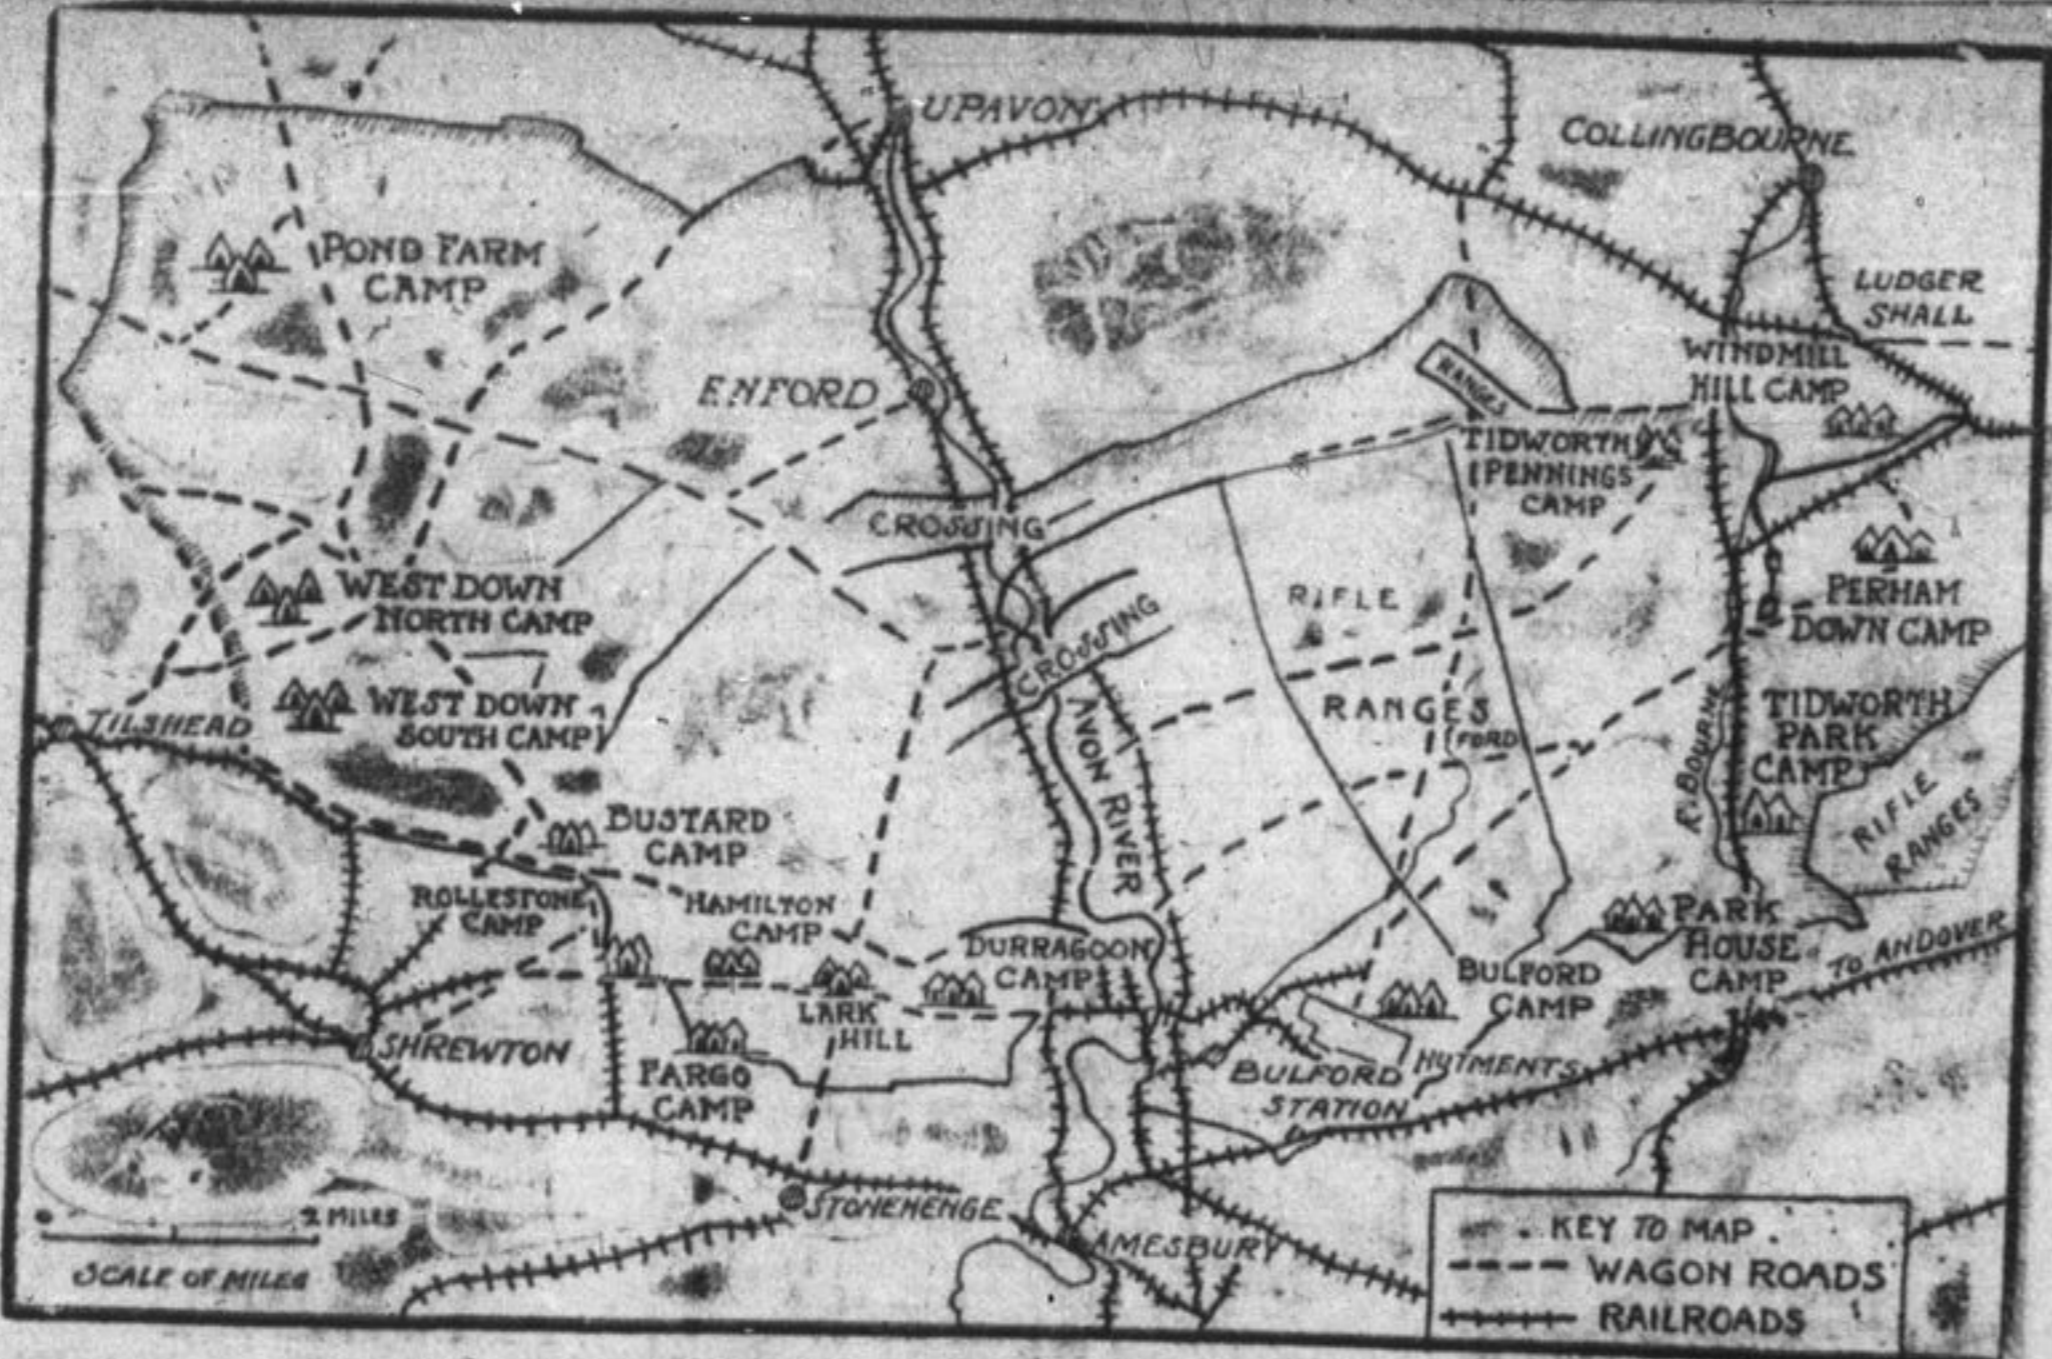 UPAVON
COLLINGBOURNE
POND FARM
CAMP
LUDGER
SHALL
WINDMILL
HILL CAMP
RANGES
ENFORD
TIDWORTH
PENNINGS
CAMP
CROSSING
PERHAM
DOWN CAMP
WEST DOWN
NORTH CAMP
RIFLE
RANGES
CROSSING
WEST DOWN
SOUTH CAMP
TILSHEAD
AVON RIVER
FORD
R. BOURNE
TIDWORTH
PARK
CAMP
RIFLE
RANGES
BUSTARD
CAMP
ROLLESTONE
CAMP
HAMILTON
CAMP
DURRAGOON
CAMP
PARK
HOUSE
CAMP
TO ANDOVER
BULFORD
CAMP
LARK
HILL
SHREWTON
FARGO
CAMP
BULFORD
STATION
HUTMENTS
STONEHENGE
AMESBURY
2 MILES
SCALE OF MILES
KEY TO MAP
WAGON ROADS
RAILROADS